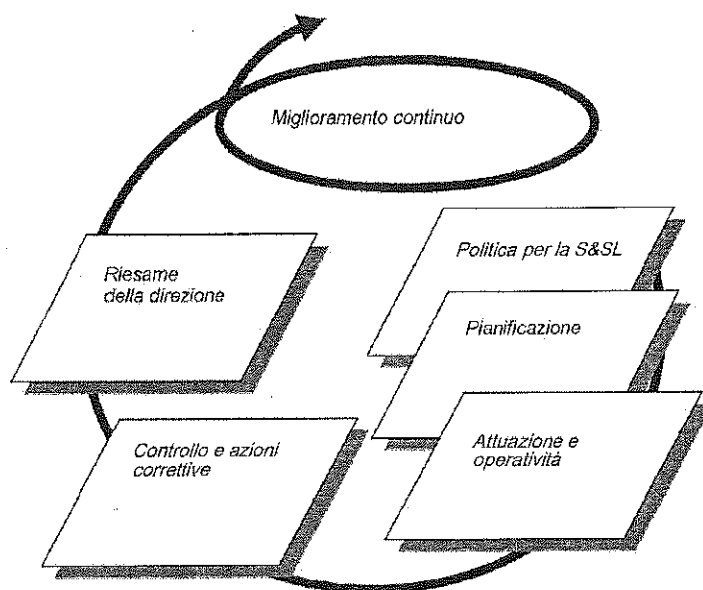 Miglioramento continuo
Politica per la S&SL
Pianificazione
Attuazione e
operatività
Controllo e azioni
correttive
Riesame
della direzione